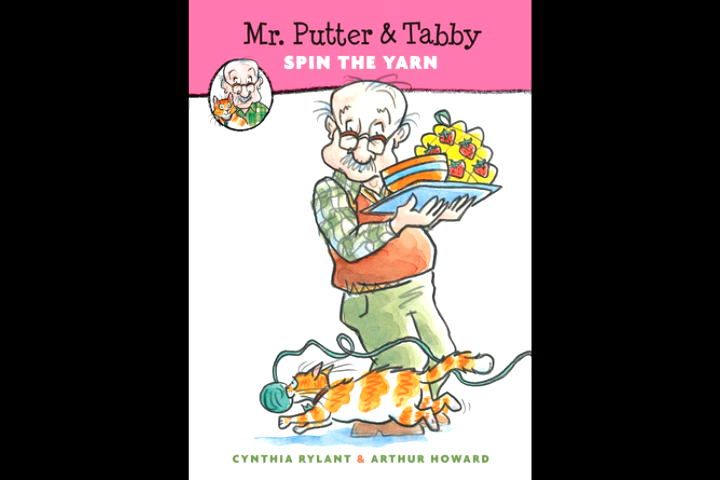 Mr. Putter & Tabby
SPIN THE YARN
CYNTHIA RYLANT & ARTHUR HOWARD